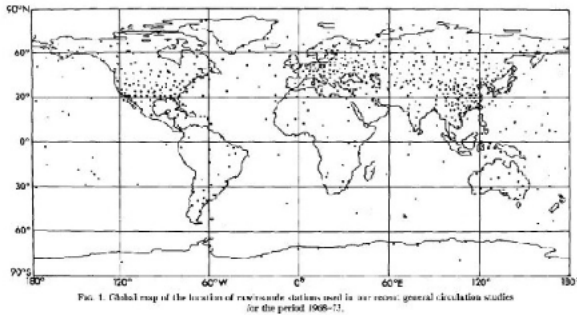 90°N
60°
30°
0°
30°
60°
90°S
180° 120° 60°W 0° 60°E 120° 180°
FIG. 1. Global map of the location of rawinsonde stations used in our recent general circulation studies
for the period 1968–73.